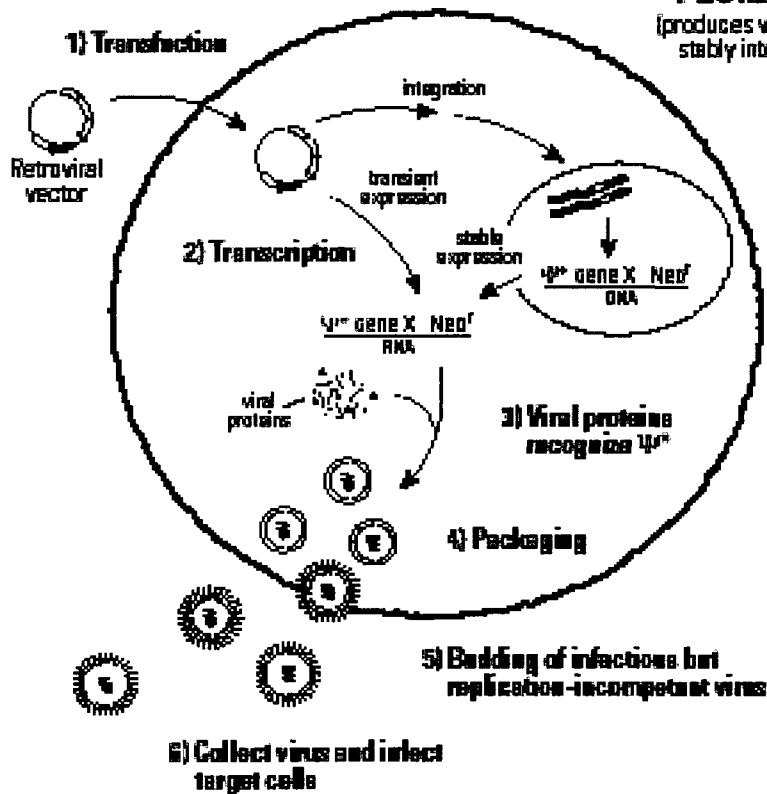 (produces
stably
1) Transfection
integration
Retroviral
vector
transient
expression
2) Transcription
stable
expression
Ψ+ gene X Neoʳ
RNA
Ψ+ gene X Neoʳ
RNA
viral
proteins
3) Viral proteins
recognize Ψ+
4) Packaging
5) Budding of infectious but
replication-incompetent virus
6) Collect virus and infect
target cells